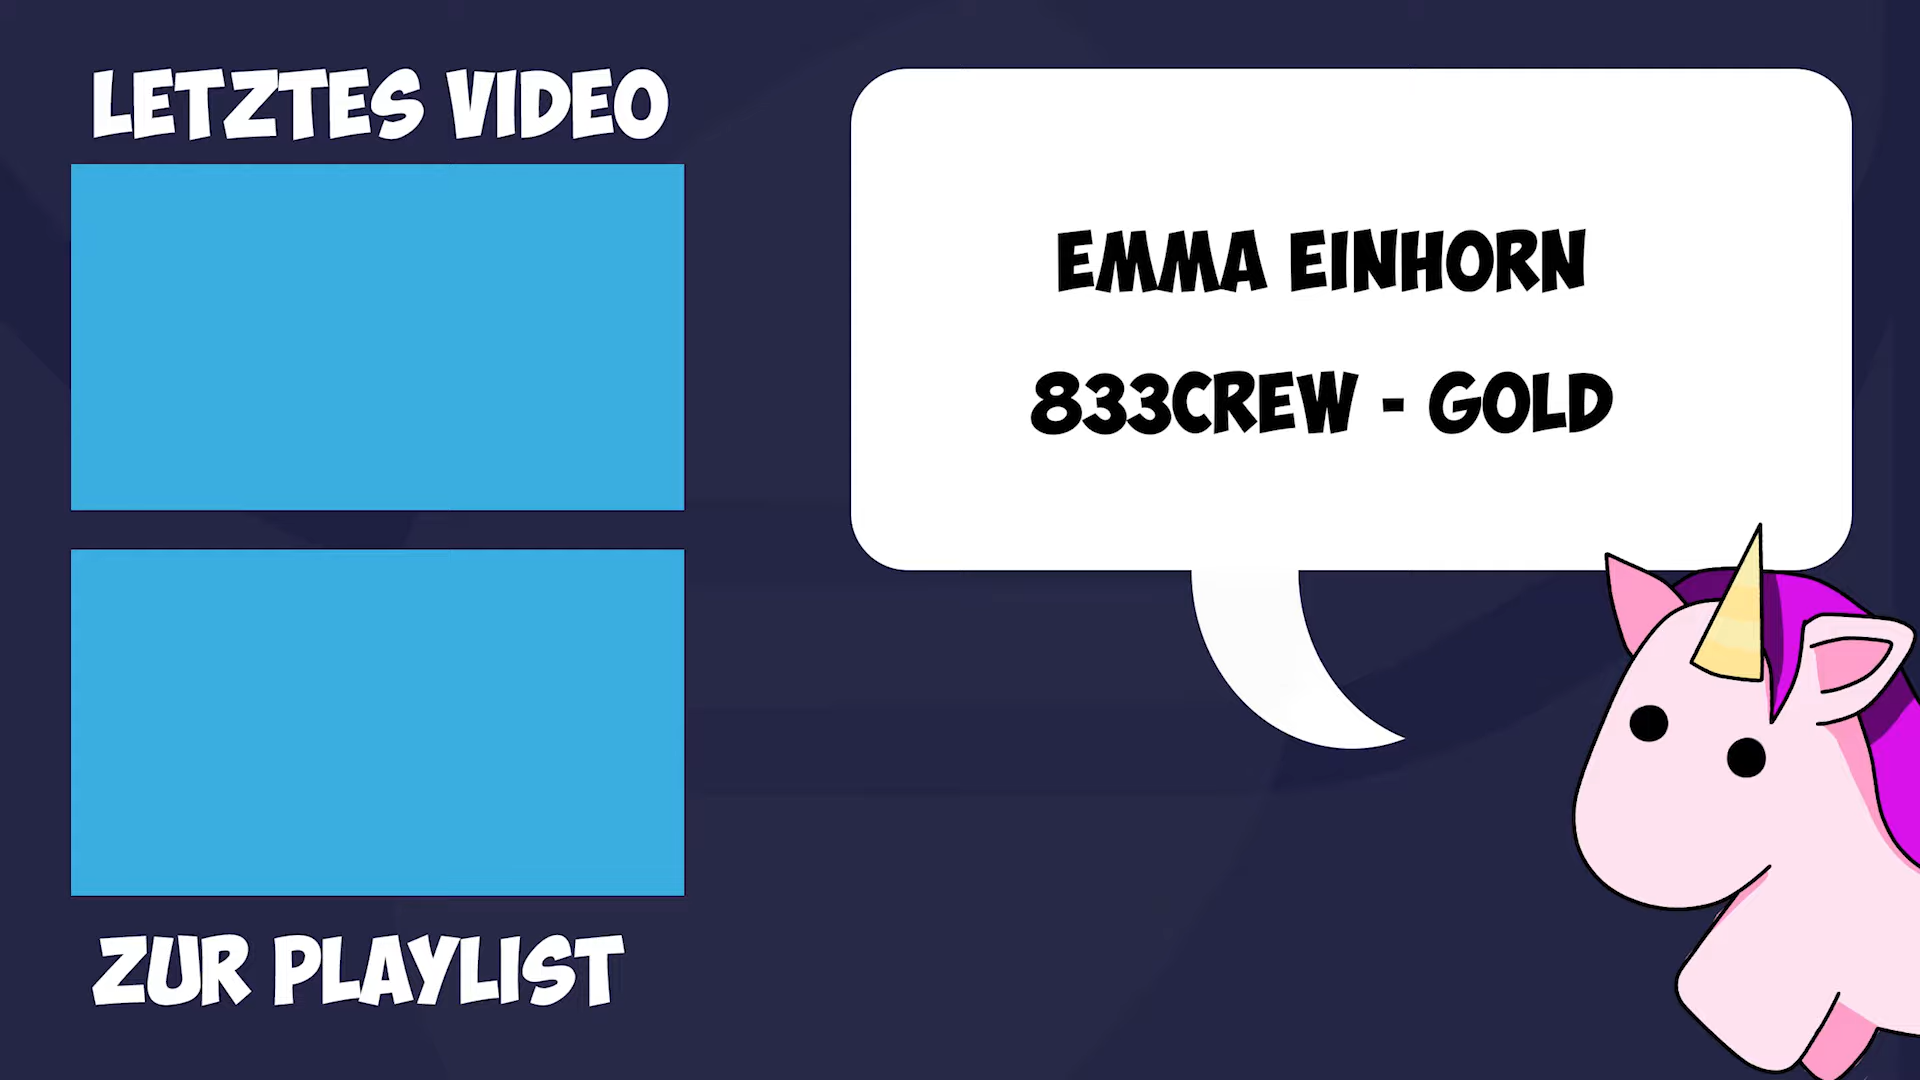 LETZTES VIDEO
ZUR PLAYLIST
EMMA EINHORN
833CREW - GOLD